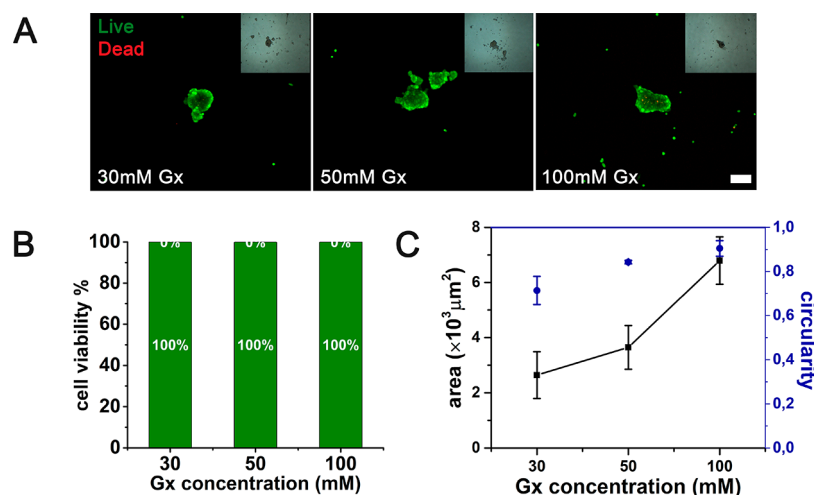 A
Live
Dead
30mM Gx
50mM Gx
100mM Gx
B
cell viability %
100
80
60
40
20
0
0%
0%
0%
100%
100%
100%
30
50
100
Gx concentration (mM)
C
area (×10³μm²)
8
6
4
2
0
1,0
0,8
0,6
0,4
0,2
0,0
circularity
30
50
100
Gx concentration (mM)